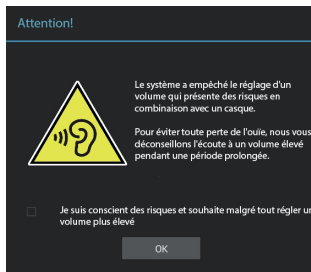 Attention!
Le système a empêché le réglage d'un
volume qui présente des risques en
combinaison avec un casque.
Pour éviter toute perte de l'ouïe, nous vous
déconseillons l'écoute à un volume élevé
pendant une période prolongée.
Je suis conscient des risques et souhaite malgré tout régler un
volume plus élevé
OK